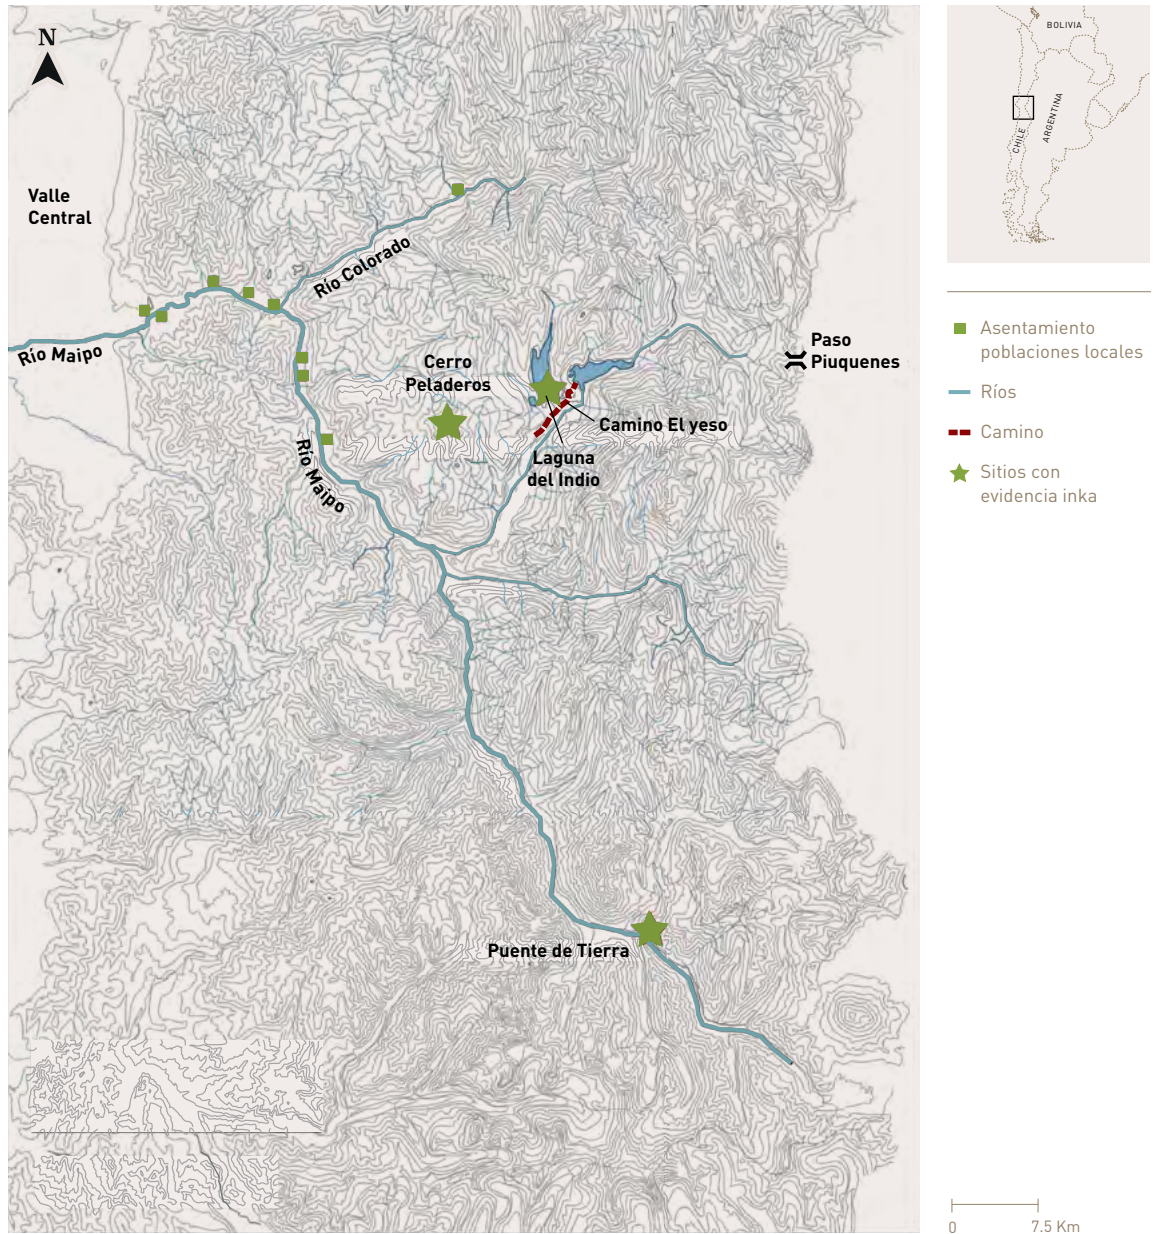 N
Valle
Central
Río Colorado
Río Maipo
Cerro
Peladeros
Paso
Piuquenes
Camino El yeso
Laguna
del Indio
Río Maipo
Puente de Tierra
BOLIVIA
CHILE
ARGENTINA
Asentamiento
poblaciones locales
Ríos
Camino
Sitios con
evidencia inka
0 7.5 Km